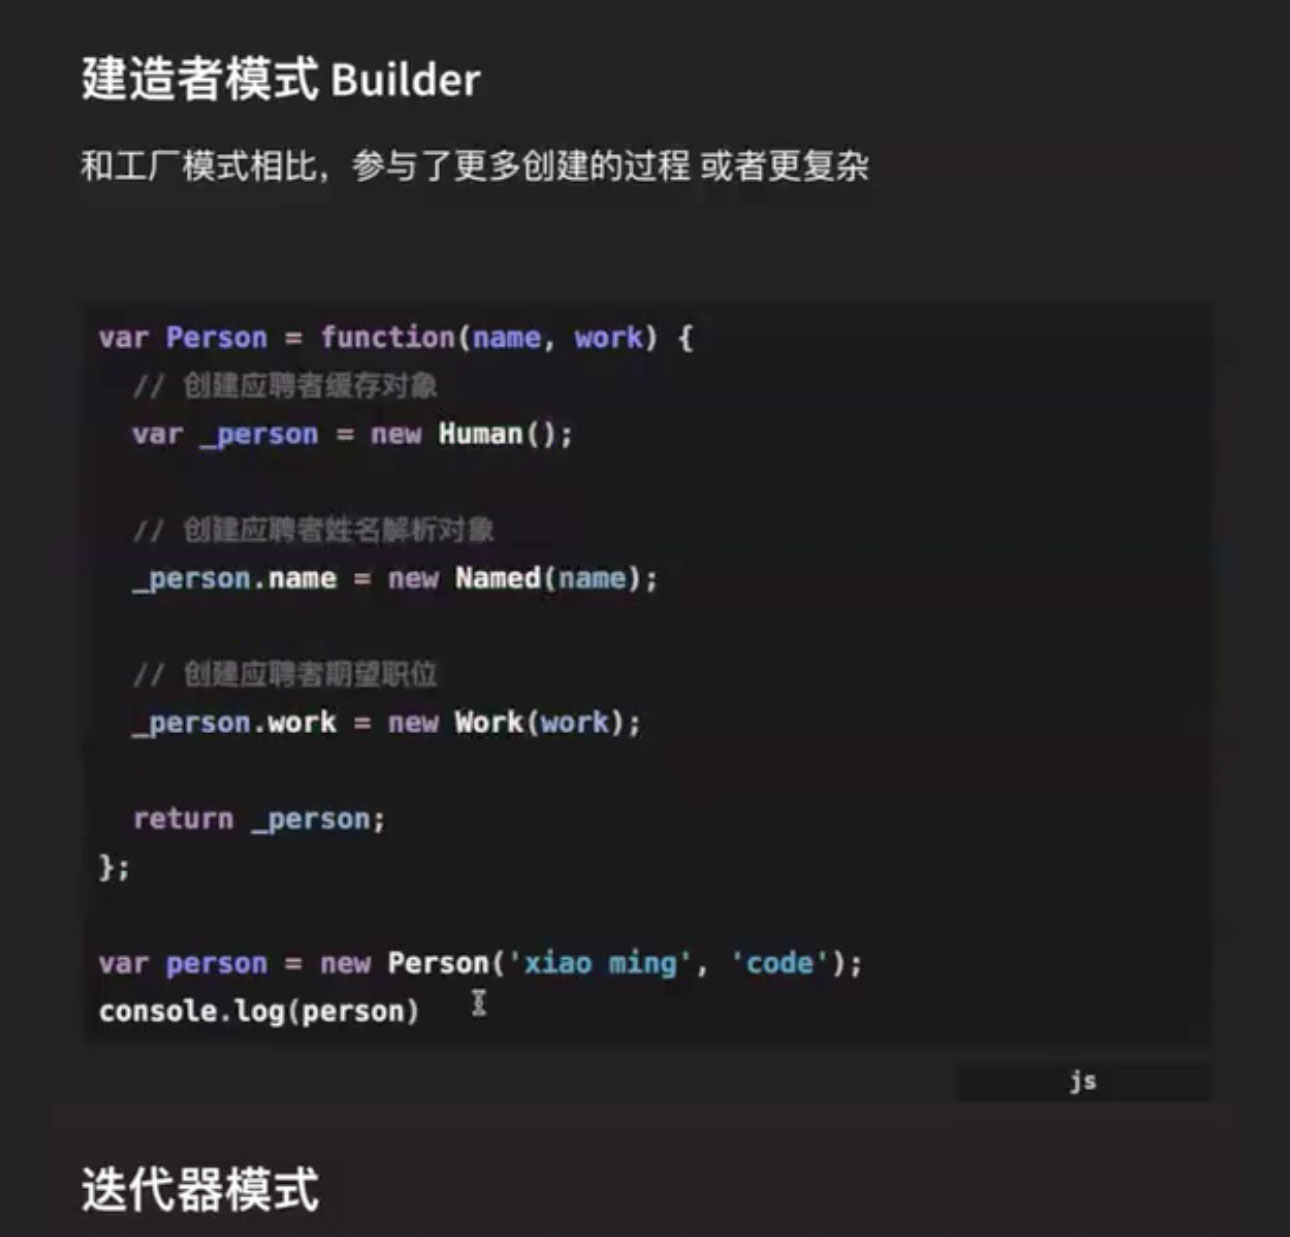 建造者模式 Builder
和工厂模式相比，参与了更多创建的过程 或者更复杂
var Person = function(name, work) {
  // 创建应聘者缓存对象
  var _person = new Human();
  // 创建应聘者姓名解析对象
  _person.name = new Named(name);
  // 创建应聘者期望职位
  _person.work = new Work(work);
  return _person;
};
var person = new Person('xiao ming', 'code');
console.log(person)
js
迭代器模式